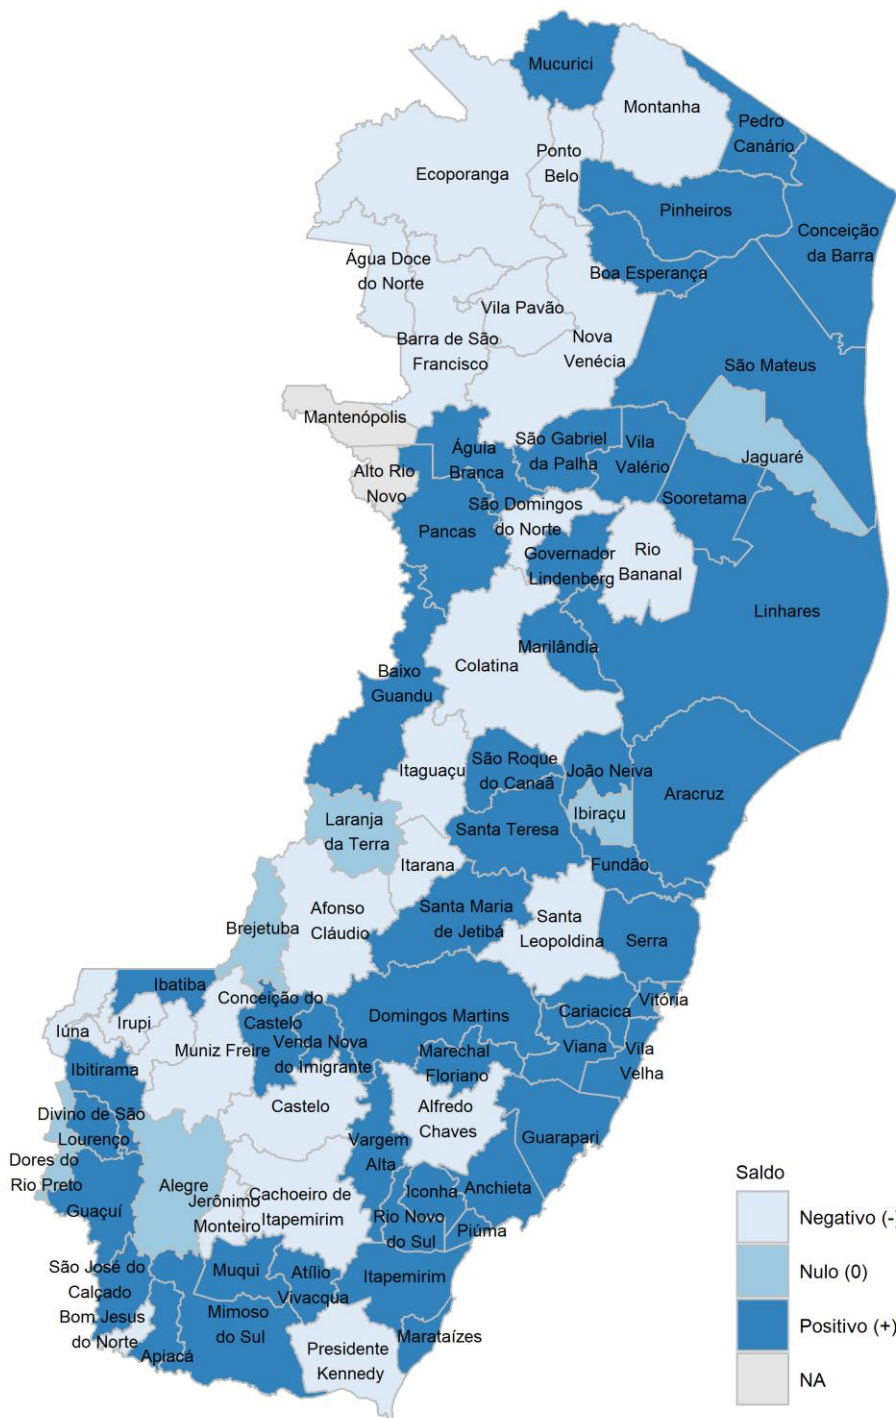 Mucurici
Montanha
Pedro
Canário
Ponto
Belo
Ecoporanga
Pinheiros
Conceição
da Barra
Água Doce
do Norte
Boa Esperança
Vila Pavão
Barra de São
Francisco
Nova
Venécia
São Mateus
Mantenópolis
Águia
Branca
São Gabriel
da Palha
Vila
Valério
Jaguaré
Alto Rio
Novo
Sooretama
São Domingos
do Norte
Pancas
Governador
Lindenberg
Rio
Bananal
Linhares
Marilândia
Colatina
Baixo
Guandu
São Roque
do Canaã
Itaguaçu
João Neiva
Aracruz
Ibiraçu
Laranja
da Terra
Santa Teresa
Itarana
Fundão
Afonso
Cláudio
Santa Maria
de Jetibá
Santa
Leopoldina
Brejetuba
Serra
Ibatiba
Conceição do
Castelo
Vitória
Cariacica
Domingos Martins
Iúna
Irupi
Muniz Freire
Venda Nova
do Imigrante
Marechal
Floriano
Viana
Vila
Velha
Ibitirama
Castelo
Alfredo
Chaves
Divino de São
Lourenço
Guarapari
Vargem
Alta
Dores do
Rio Preto
Alegre
Guaçuí
Jerônimo
Monteiro
Cachoeiro de
Itapemirim
Iconha
Anchieta
Rio Novo
do Sul
Piúma
São José do
Calçado
Muqui
Atílio
Vivacqua
Itapemirim
Bom Jesus
do Norte
Mimoso
do Sul
Apiacá
Presidente
Kennedy
Marataízes
Saldo
Negativo (-)
Nulo (0)
Positivo (+)
NA